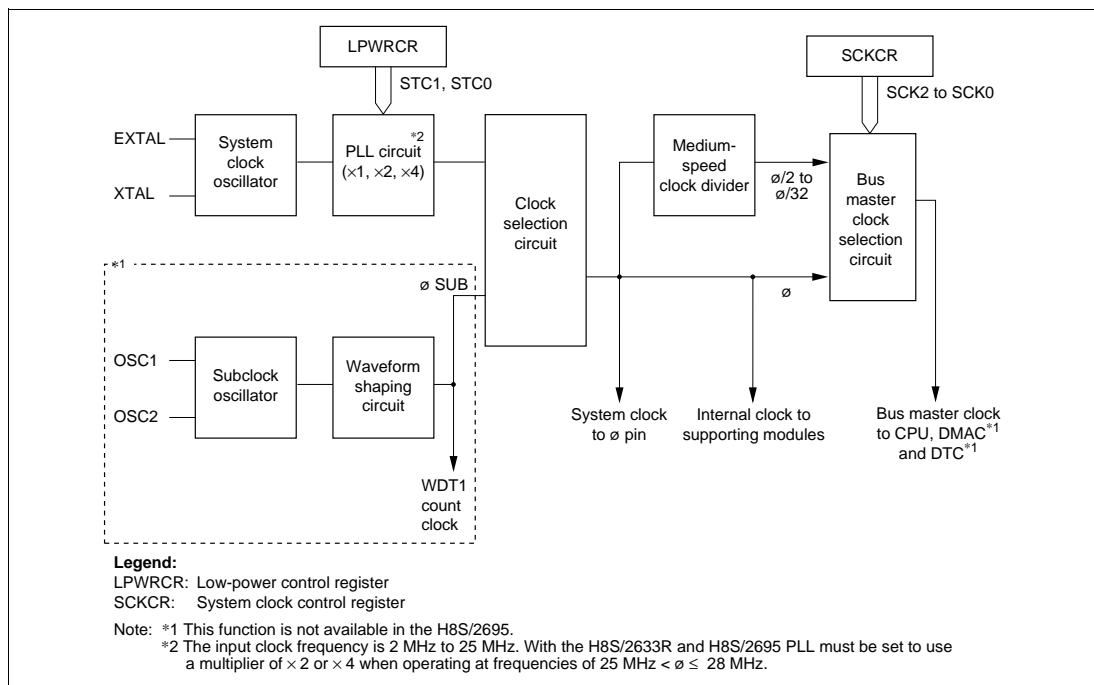 LPWRCR
STC1, STC0
SCKCR
SCK2 to SCK0
EXTAL
XTAL
System
clock
oscillator
*2
PLL circuit
(×1, ×2, ×4)
Clock
selection
circuit
Medium-
speed
clock divider
ø/2 to
ø/32
Bus
master
clock
selection
circuit
ø
*1
ø SUB
OSC1
OSC2
Subclock
oscillator
Waveform
shaping
circuit
WDT1
count
clock
System clock
to ø pin
Internal clock to
supporting modules
Bus master clock
to CPU, DMAC*1
and DTC*1
Legend:
LPWRCR: Low-power control register
SCKCR: System clock control register
Note: *1 This function is not available in the H8S/2695.
*2 The input clock frequency is 2 MHz to 25 MHz. With the H8S/2633R and H8S/2695 PLL must be set to use
a multiplier of × 2 or × 4 when operating at frequencies of 25 MHz < ø ≤ 28 MHz.